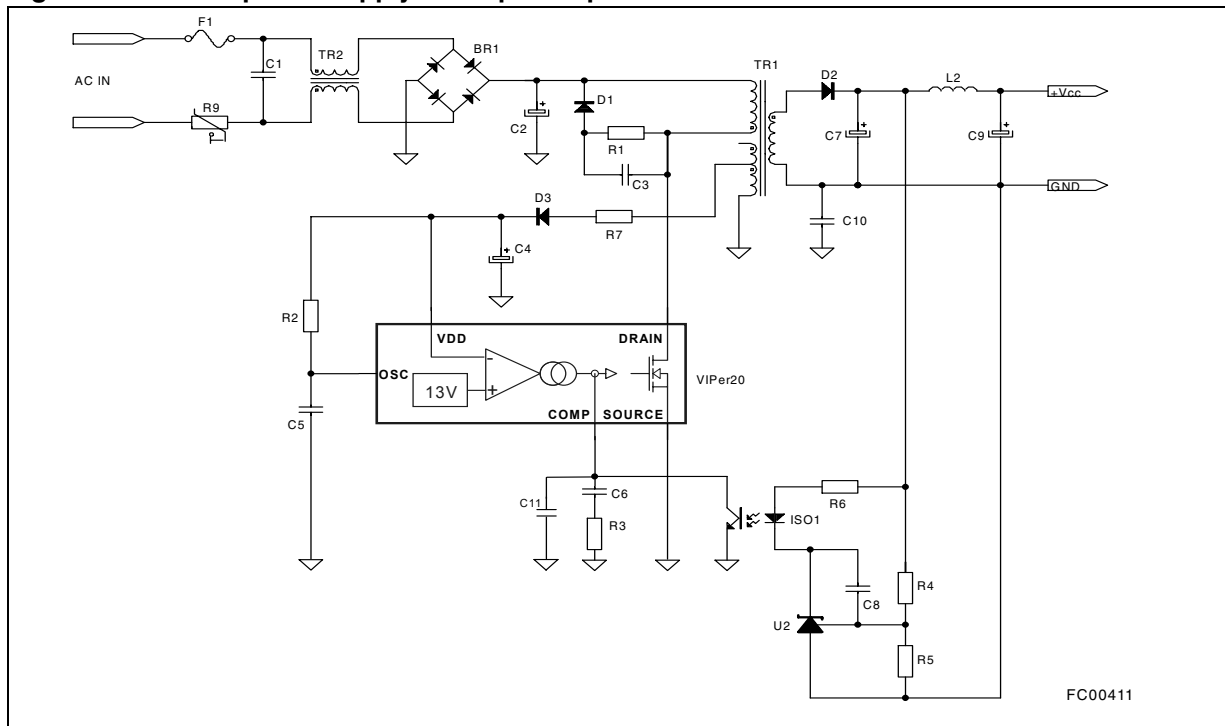 F1
BR1
TR2
TR1
D2
L2
C1
AC IN
+Vcc
D1
R9
C2
C7
C9
R1
C3
GND
D3
C10
R7
C4
R2
VDD
DRAIN
OSC
-
13V
+
VIPer20
COMP SOURCE
C5
C11
C6
R6
ISO1
R3
R4
C8
U2
R5
FC00411